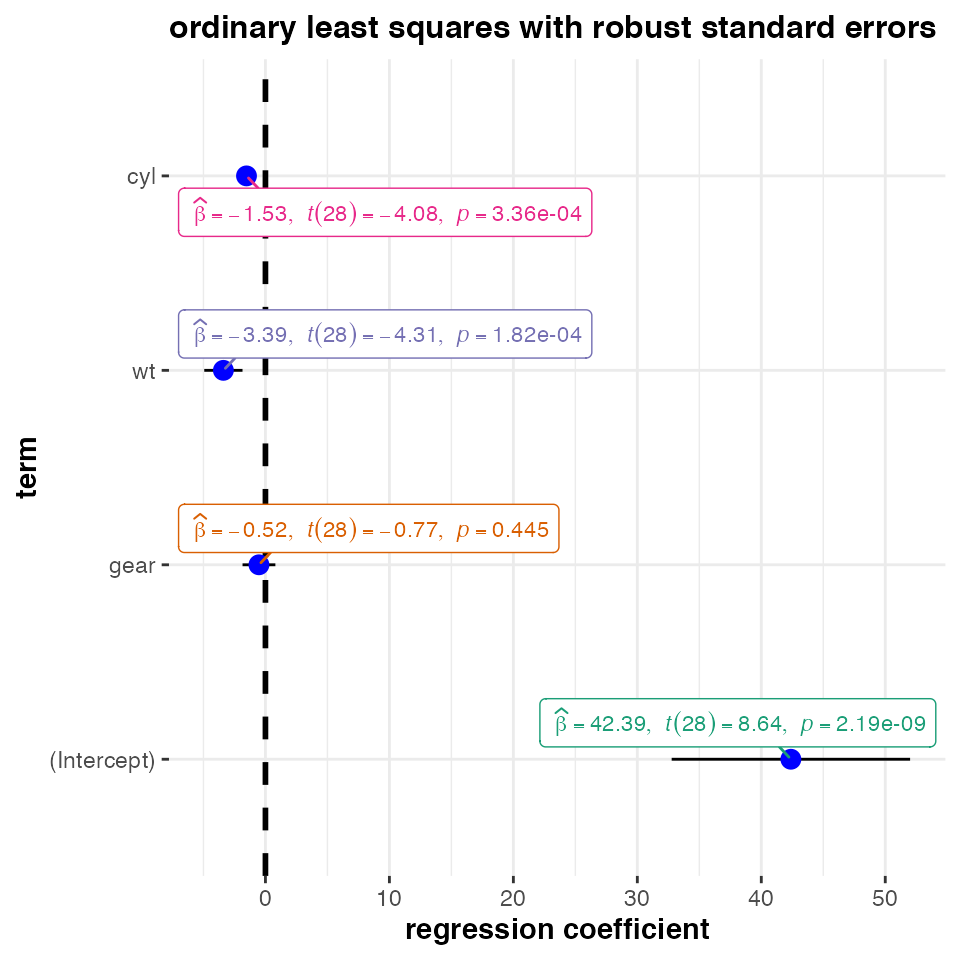 ordinary least squares with robust standard errors
cyl
β̂ = −1.53, t(28) = −4.08, p = 3.36e-04
β̂ = −3.39, t(28) = −4.31, p = 1.82e-04
wt
term
β̂ = −0.52, t(28) = −0.77, p = 0.445
gear
β̂ = 42.39, t(28) = 8.64, p = 2.19e-09
(Intercept)
0 10 20 30 40 50
regression coefficient